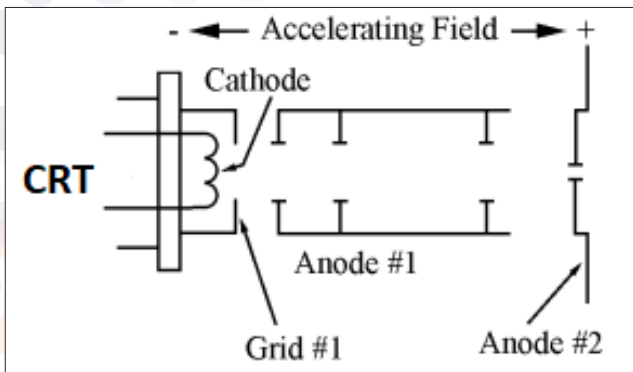 - Accelerating Field +
Cathode
CRT
Anode #1
Grid #1
Anode #2